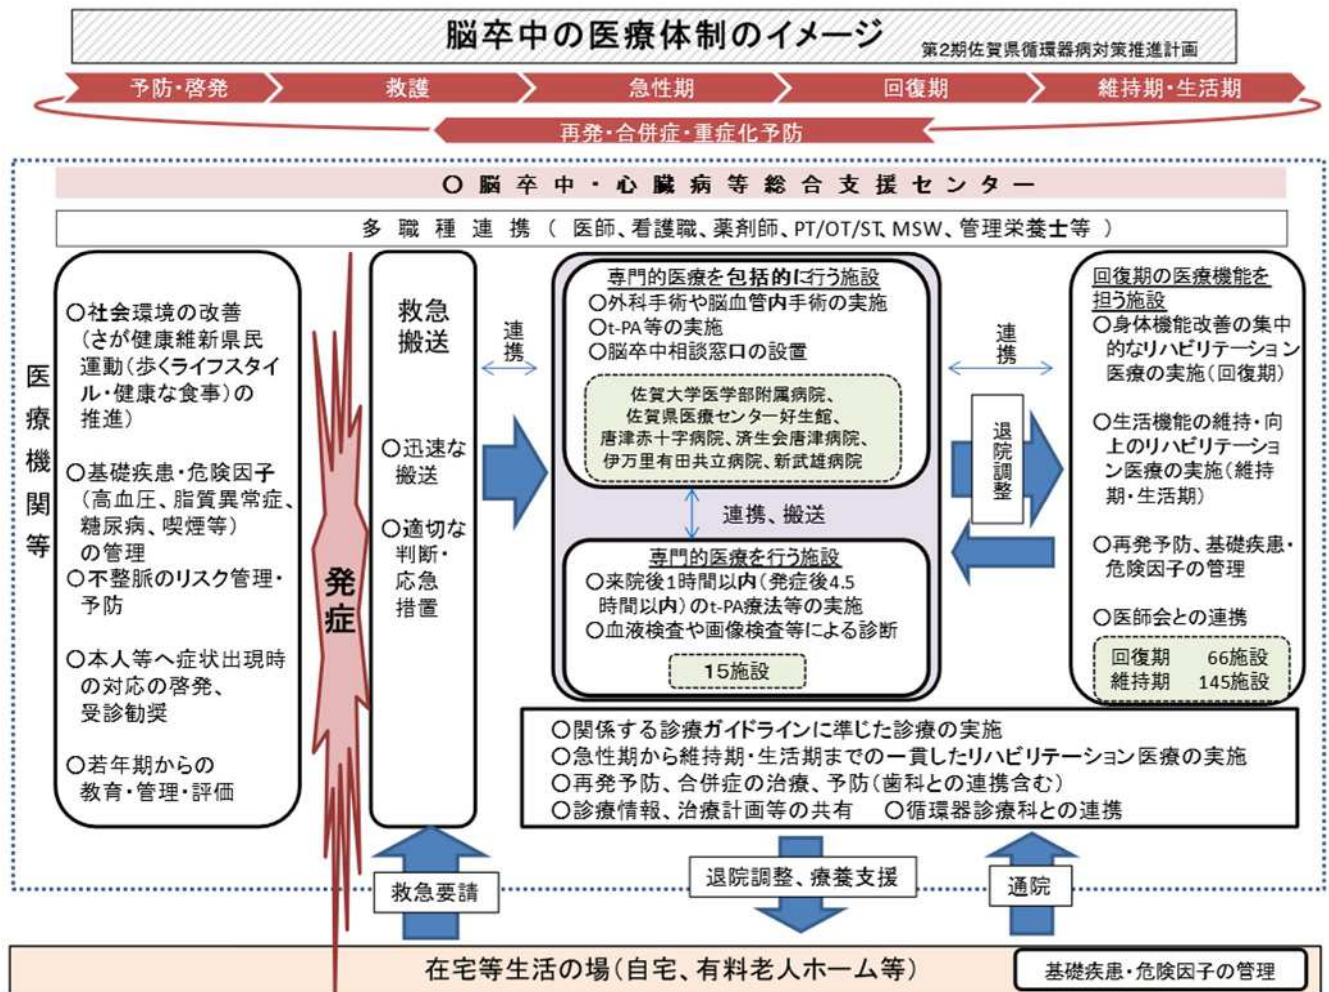 脳卒中の医療体制のイメージ
第2期佐賀県循環器病対策推進計画
予防・啓発
救護
急性期
回復期
維持期・生活期
再発・合併症・重症化予防
〇脳卒中・心臓病等総合支援センター
多職種連携(医師、看護職、薬剤師、PT/OT/ST、MSW、管理栄養士等)
医療機関等
〇社会環境の改善
(さが健康維新県民
運動(歩くライフスタイ
ル・健康な食事)の
推進)
〇基礎疾患・危険因子
(高血圧、脂質異常症、
糖尿病、喫煙等)
の管理
〇不整脈のリスク管理・
予防
〇本人等へ症状出現時
の対応の啓発、
受診勧奨
〇若年期からの
教育・管理・評価
発症
救急
搬送
〇迅速な
搬送
〇適切な
判断・
応急
措置
連携
専門的医療を包括的に行う施設
〇外科手術や脳血管内手術の実施
〇t-PA等の実施
〇脳卒中相談窓口の設置
佐賀大学医学部附属病院、
佐賀県医療センター好生館、
唐津赤十字病院、済生会唐津病院、
伊万里有田共立病院、新武雄病院
連携、搬送
専門的医療を行う施設
〇来院後1時間以内(発症後4.5
時間以内)のt-PA療法等の実施
〇血液検査や画像検査等による診断
15施設
連携
退院調整
回復期の医療機能を
担う施設
〇身体機能改善の集中
的なリハビリテーション
医療の実施(回復期)
〇生活機能の維持・向
上のリハビリテーショ
ン医療の実施(維持
期・生活期)
〇再発予防、基礎疾患・
危険因子の管理
〇医師会との連携
回復期 66施設
維持期 145施設
〇関係する診療ガイドラインに準じた診療の実施
〇急性期から維持期・生活期までの一貫したリハビリテーション医療の実施
〇再発予防、合併症の治療、予防(歯科との連携含む)
〇診療情報、治療計画等の共有 〇循環器診療科との連携
救急要請
退院調整、療養支援
通院
在宅等生活の場(自宅、有料老人ホーム等)
基礎疾患・危険因子の管理